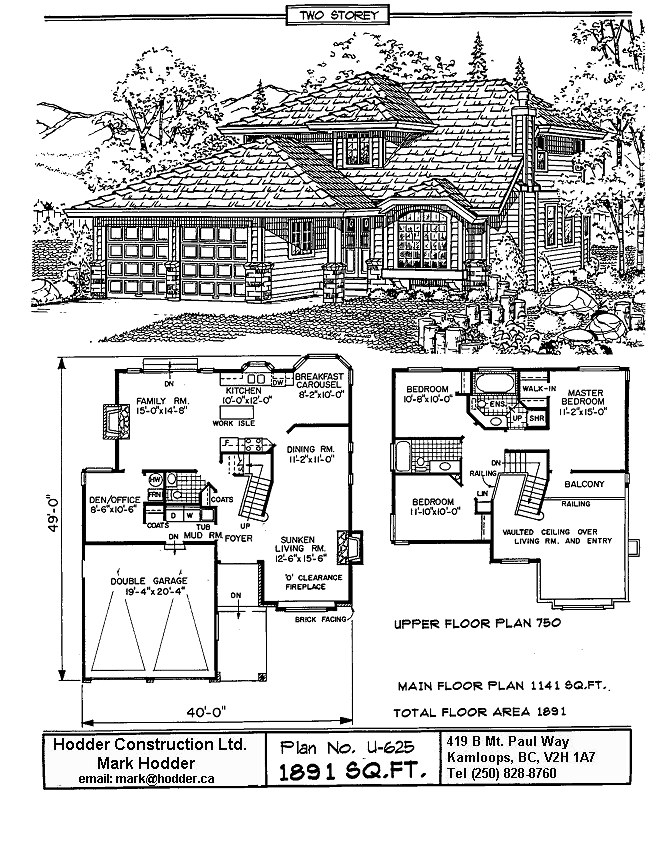 TWO STOREY
FAMILY RM.
15'-0"x14'-8"
DN
KITCHEN
10'-0"x12'-0"
DW
BREAKFAST
CAROUSEL
8'-2"x10'-0"
WORK ISLE
F
DINING RM.
11'-2"x11'-0"
DEN/OFFICE
8'-6"x10'-6"
HW
FRN
COATS
COATS
D W
TUB
MUD RM.
DN
UP
FOYER
SUNKEN
LIVING RM.
12'-6"x15'-6"
'O' CLEARANCE
FIREPLACE
DOUBLE GARAGE
19'-4"x20'-4"
DN
BRICK FACING
49'-0"
40'-0"
BEDROOM
10'-8"x10'-0"
ENS
WALK-IN
UP
SHR
MASTER
BEDROOM
11'-2"x15'-0"
DN
RAILING
LIN
BEDROOM
11'-10"x10'-0"
BALCONY
RAILING
VAULTED CEILING OVER
LIVING RM. AND ENTRY
UPPER FLOOR PLAN 750
MAIN FLOOR PLAN 1141 SQ.FT.
TOTAL FLOOR AREA 1891
Hodder Construction Ltd.
Mark Hodder
email: mark@hodder.ca
Plan No. U-625
1891 SQ.FT.
419 B Mt. Paul Way
Kamloops, BC, V2H 1A7
Tel (250) 828-8760